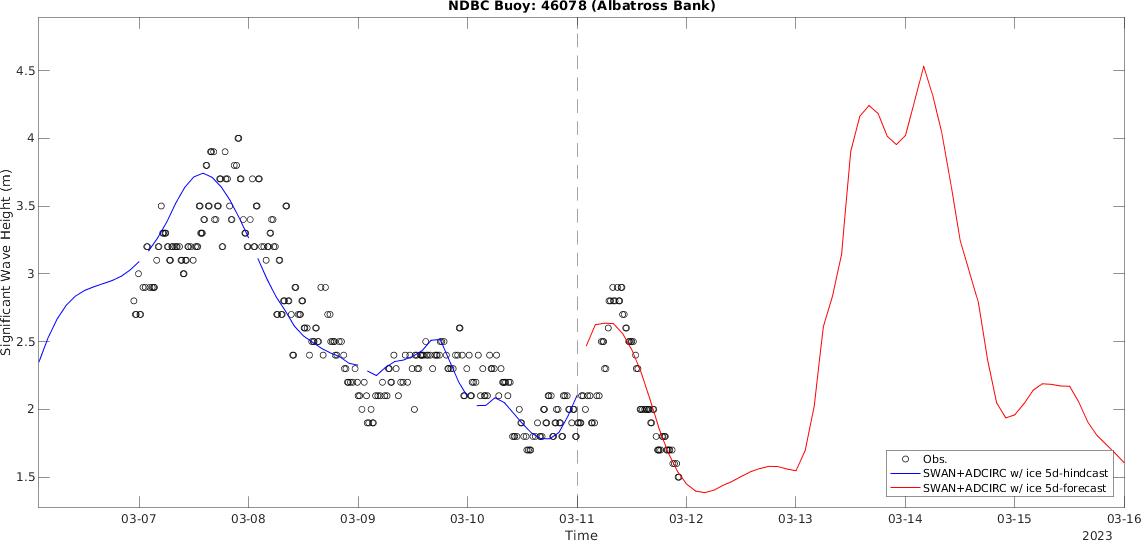 NDBC Buoy: 46078 (Albatross Bank)
Significant Wave Height (m)
4.5
4
3.5
3
2.5
2
1.5
Obs.
SWAN+ADCIRC w/ ice 5d-hindcast
SWAN+ADCIRC w/ ice 5d-forecast
03-07 03-08 03-09 03-10 03-11 03-12 03-13 03-14 03-15 03-16
Time
2023